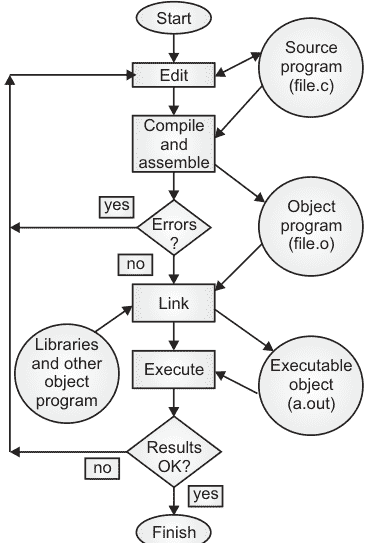 Start
Edit
Source
program
(file.c)
Compile
and
assemble
yes
Errors
?
Object
program
(file.o)
no
Link
Libraries
and other
object
program
Execute
Executable
object
(a.out)
Results
OK?
no
yes
Finish